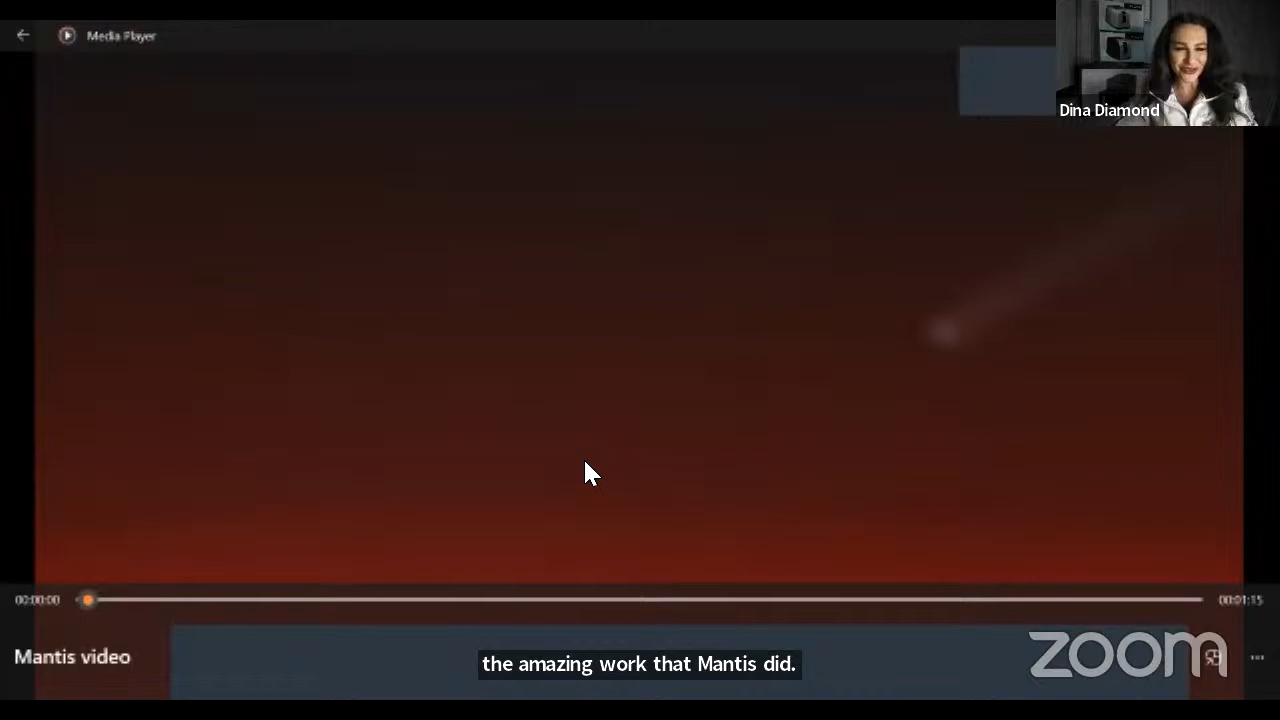 Media Player
Dina Diamond
00:00:00
00:01:15
Mantis video
the amazing work that Mantis did.
zoom